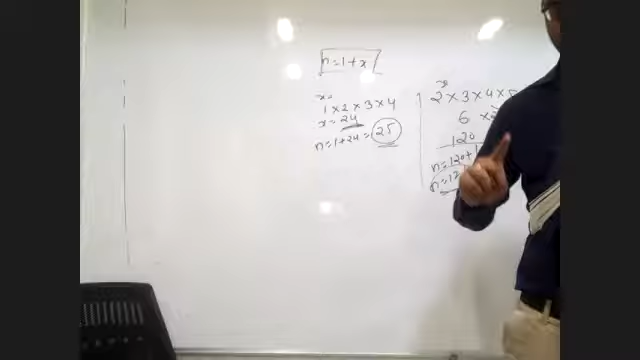 n=1+x
x=
1×2×3×4
x=24
n=1+24=25
x
2×3×4×5
6 ×
120
n=120+
n=12